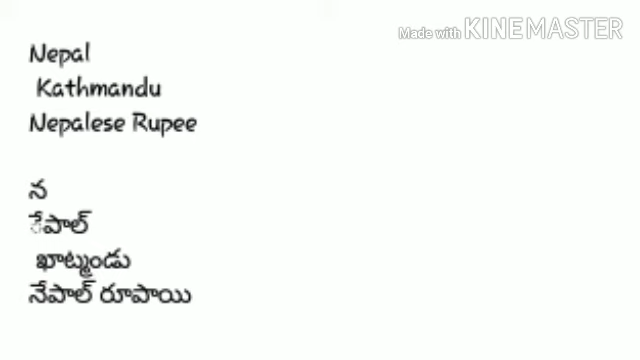 Made with KINEMASTER
Nepal
Kathmandu
Nepalese Rupee
న
ేపాల్
ఖాట్మండు
నేపాల్ రూపాయి